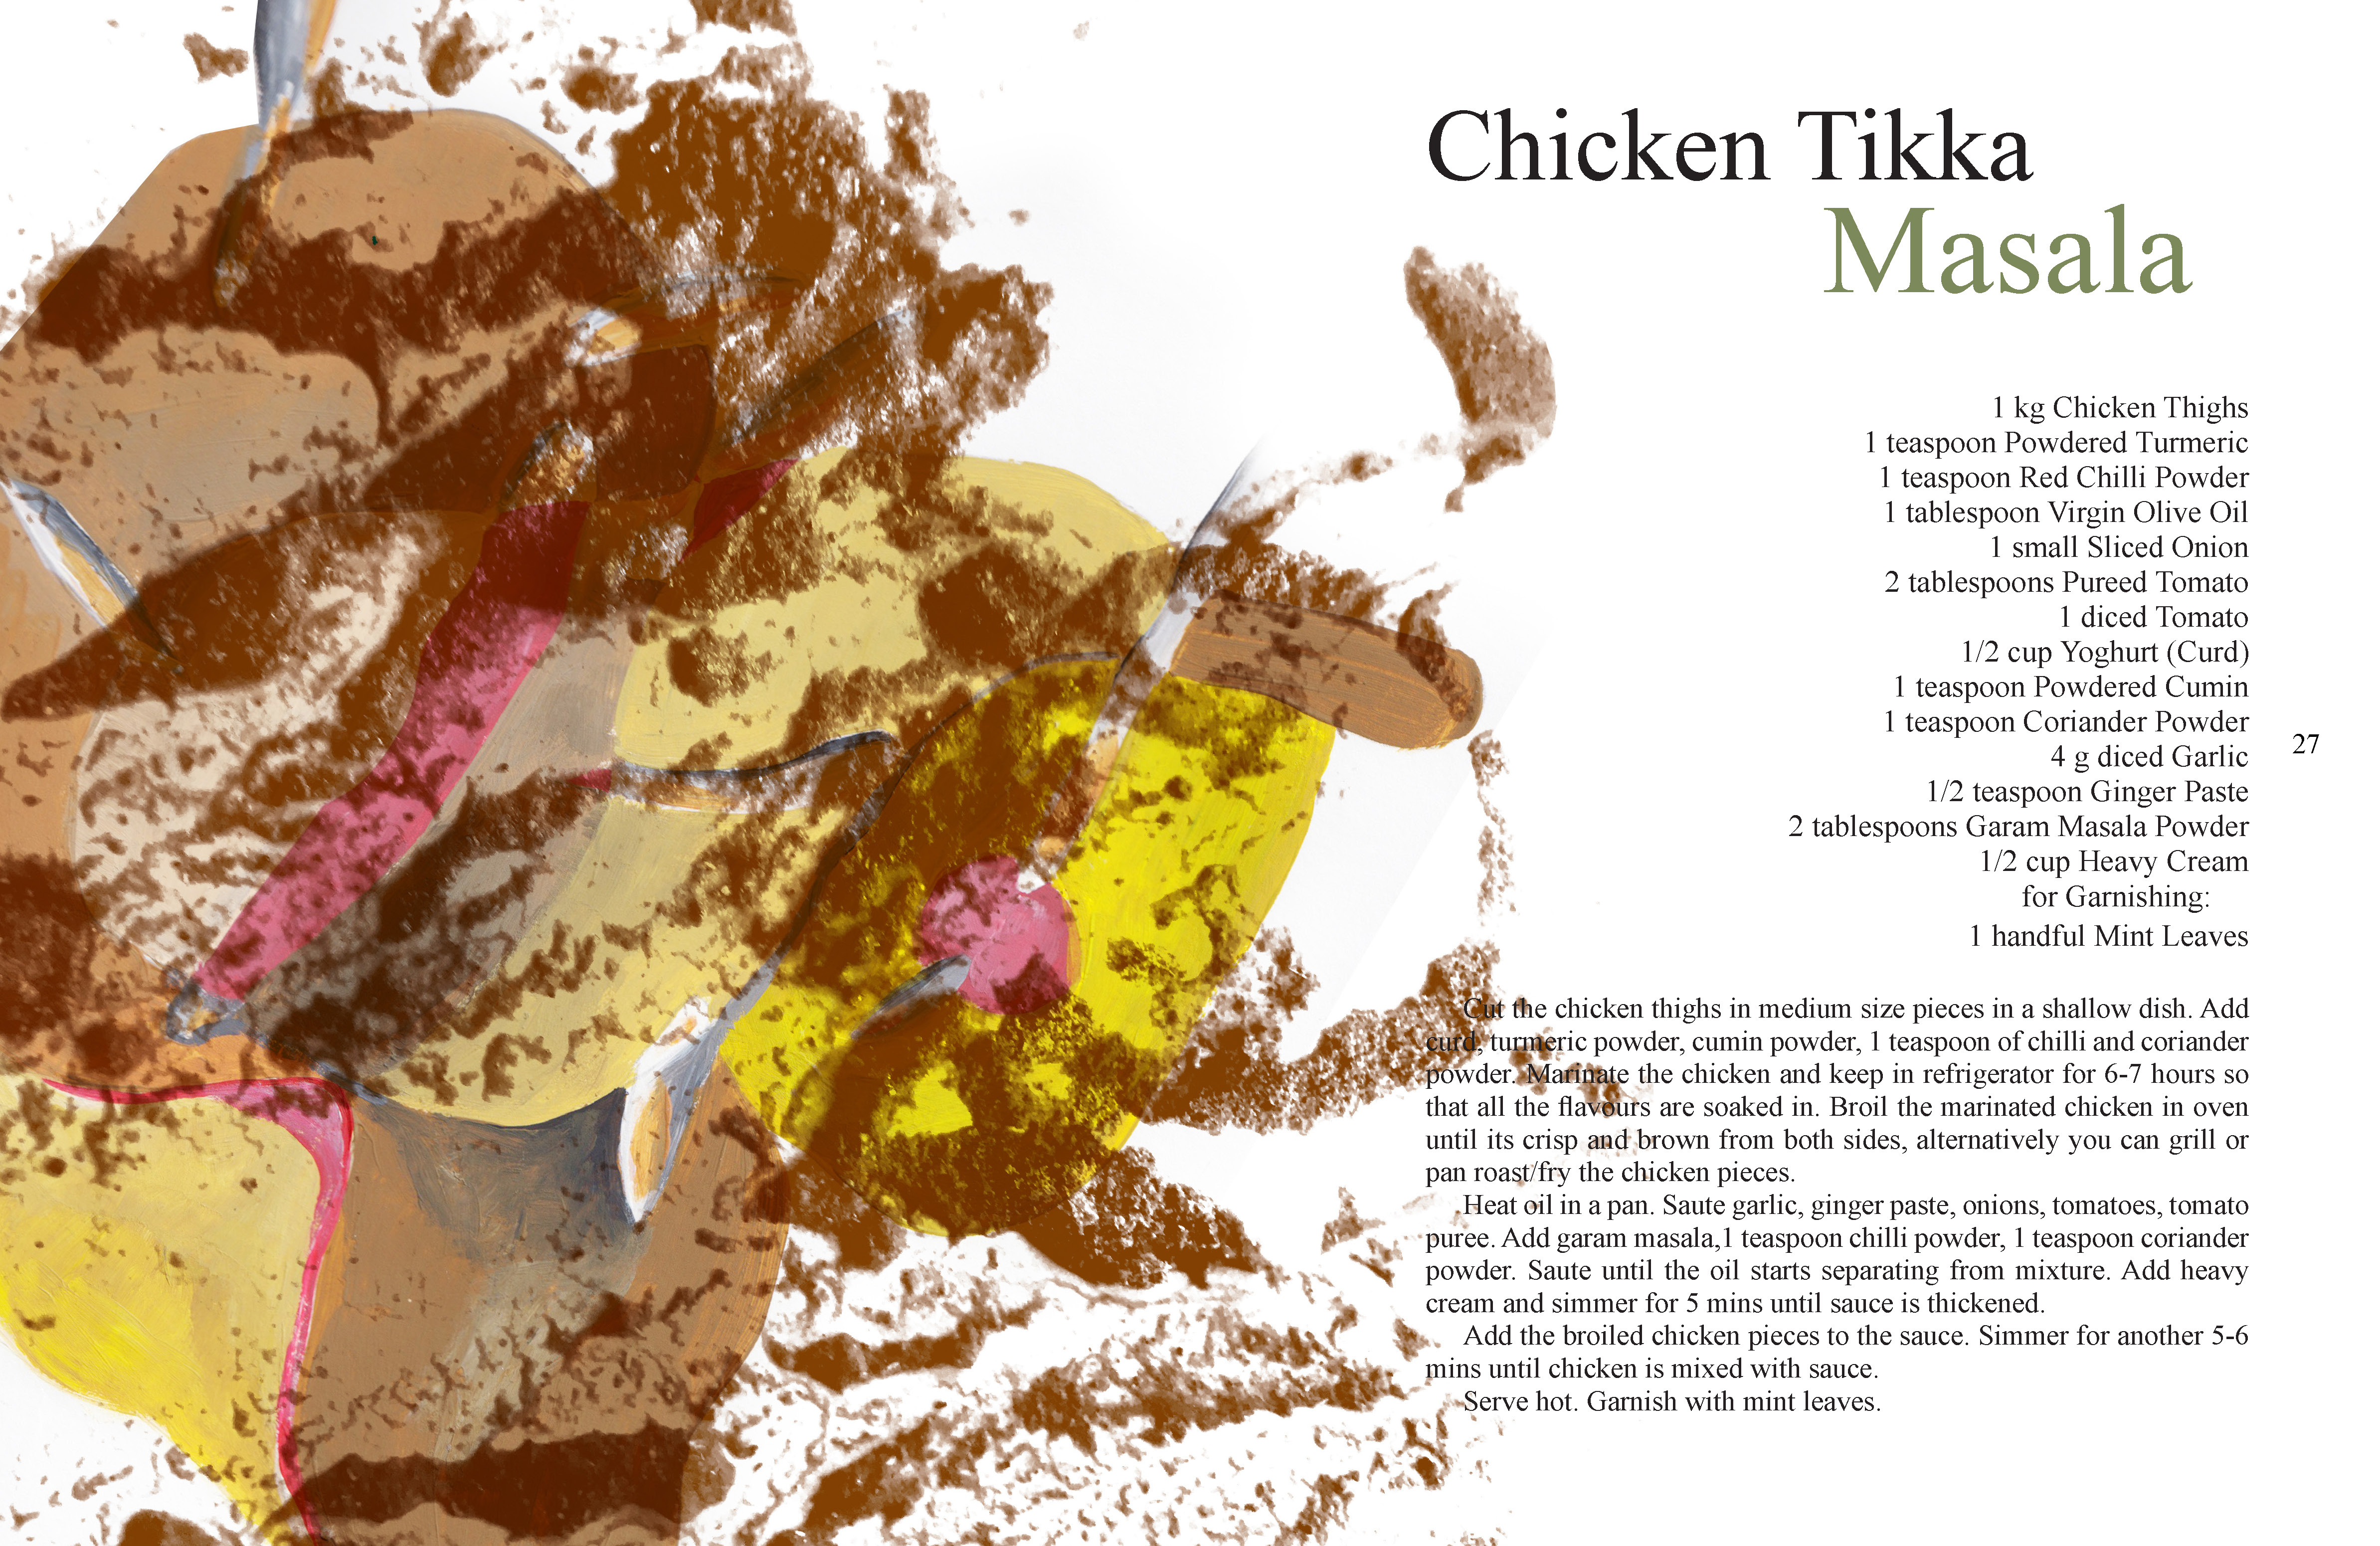 Chicken Tikka
Masala
1 kg Chicken Thighs
1 teaspoon Powdered Turmeric
1 teaspoon Red Chilli Powder
1 tablespoon Virgin Olive Oil
1 small Sliced Onion
2 tablespoons Pureed Tomato
1 diced Tomato
1/2 cup Yoghurt (Curd)
1 teaspoon Powdered Cumin
1 teaspoon Coriander Powder
27
4 g diced Garlic
1/2 teaspoon Ginger Paste
2 tablespoons Garam Masala Powder
1/2 cup Heavy Cream
for Garnishing:
1 handful Mint Leaves
Cut the chicken thighs in medium size pieces in a shallow dish. Add
curd, turmeric powder, cumin powder, 1 teaspoon of chilli and coriander
powder. Marinate the chicken and keep in refrigerator for 6-7 hours so
that all the flavours are soaked in. Broil the marinated chicken in oven
until its crisp and brown from both sides, alternatively you can grill or
pan roast/fry the chicken pieces.
Heat oil in a pan. Saute garlic, ginger paste, onions, tomatoes, tomato
puree. Add garam masala,1 teaspoon chilli powder, 1 teaspoon coriander
powder. Saute until the oil starts separating from mixture. Add heavy
cream and simmer for 5 mins until sauce is thickened.
Add the broiled chicken pieces to the sauce. Simmer for another 5-6
mins until chicken is mixed with sauce.
Serve hot. Garnish with mint leaves.